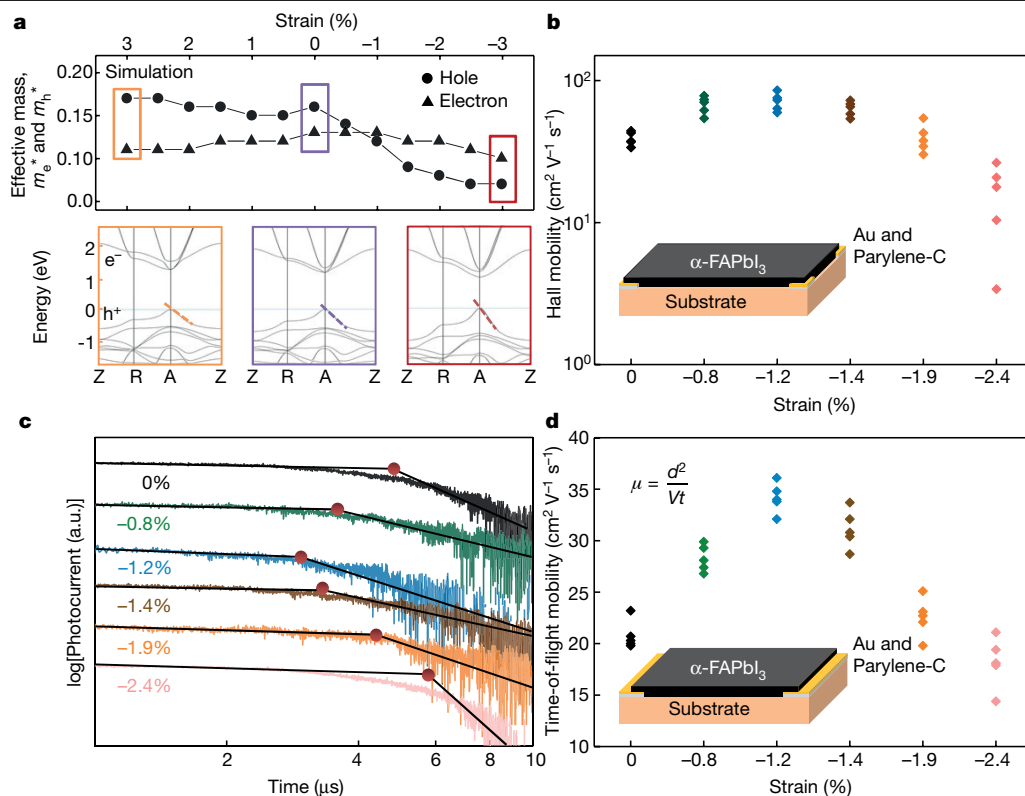 a
Strain (%)
3 2 1 0 −1 −2 −3
Effective mass,
m_e* and m_h*
0.20
0.10
0.0
Simulation
Hole
Electron
Energy (eV)
2
1
0
-1
e⁻
h⁺
Z R A Z
Z R A Z
Z R A Z
b
Hall mobility (cm² V⁻¹ s⁻¹)
10²
10¹
10⁰
α-FAPbI₃
Substrate
Au and
Parylene-C
0 −0.8 −1.2 −1.4 −1.9 −2.4
Strain (%)
c
log[Photocurrent (a.u.)]
0%
−0.8%
−1.2%
−1.4%
−1.9%
−2.4%
2 4 6 8 10
Time (μs)
d
Time-of-flight mobility (cm² V⁻¹ s⁻¹)
40
35
30
25
20
15
10
μ = d²/Vt
α-FAPbI₃
Substrate
Au and
Parylene-C
0 −0.8 −1.2 −1.4 −1.9 −2.4
Strain (%)